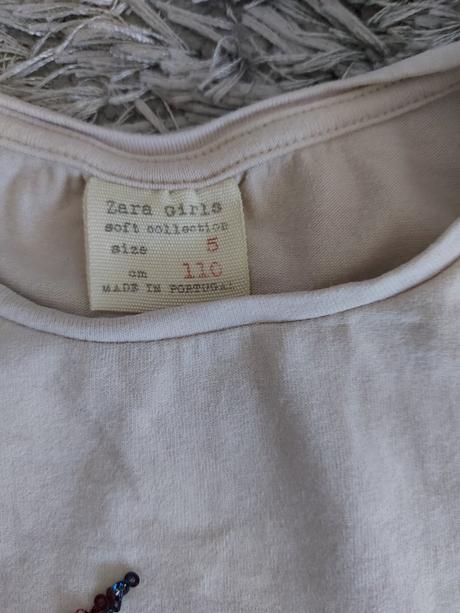 Zara Girls
soft collection
size 5
cm 110
MADE IN PORTUGAL